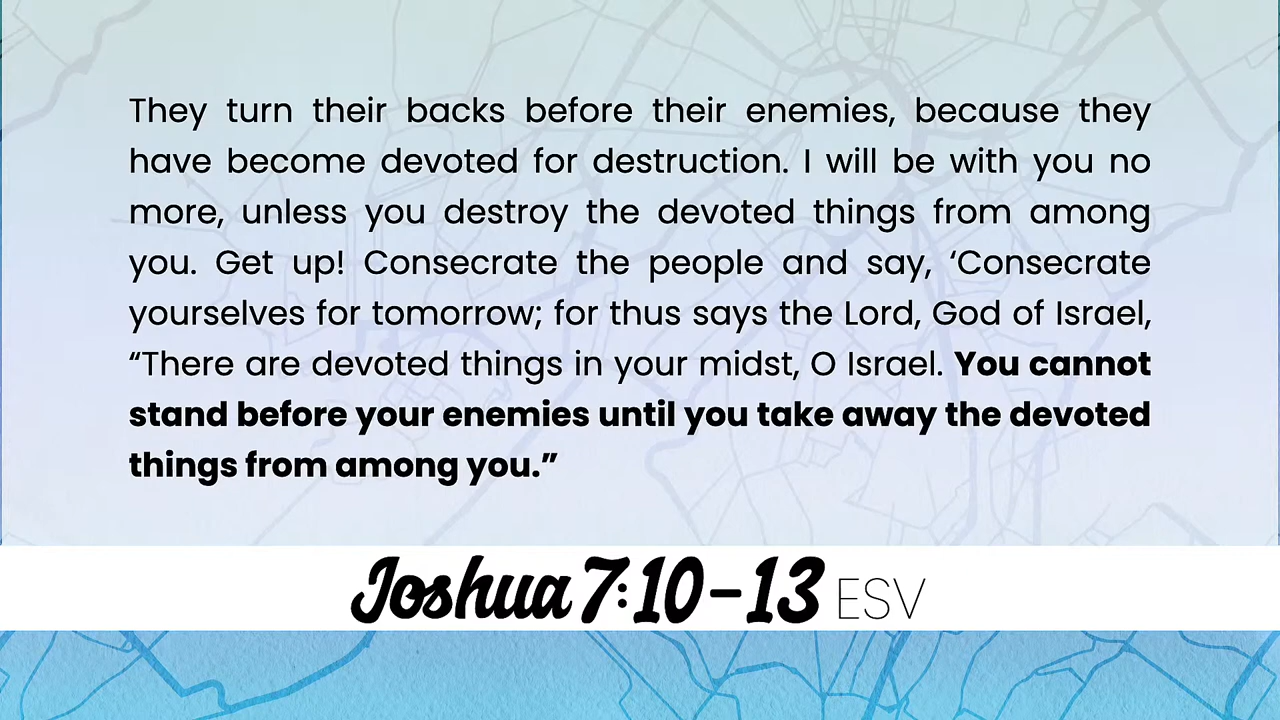 They turn their backs before their enemies, because they
have become devoted for destruction. I will be with you no
more, unless you destroy the devoted things from among
you. Get up! Consecrate the people and say, ‘Consecrate
yourselves for tomorrow; for thus says the Lord, God of Israel,
“There are devoted things in your midst, O Israel. You cannot
stand before your enemies until you take away the devoted
things from among you.”
Joshua 7:10-13 ESV